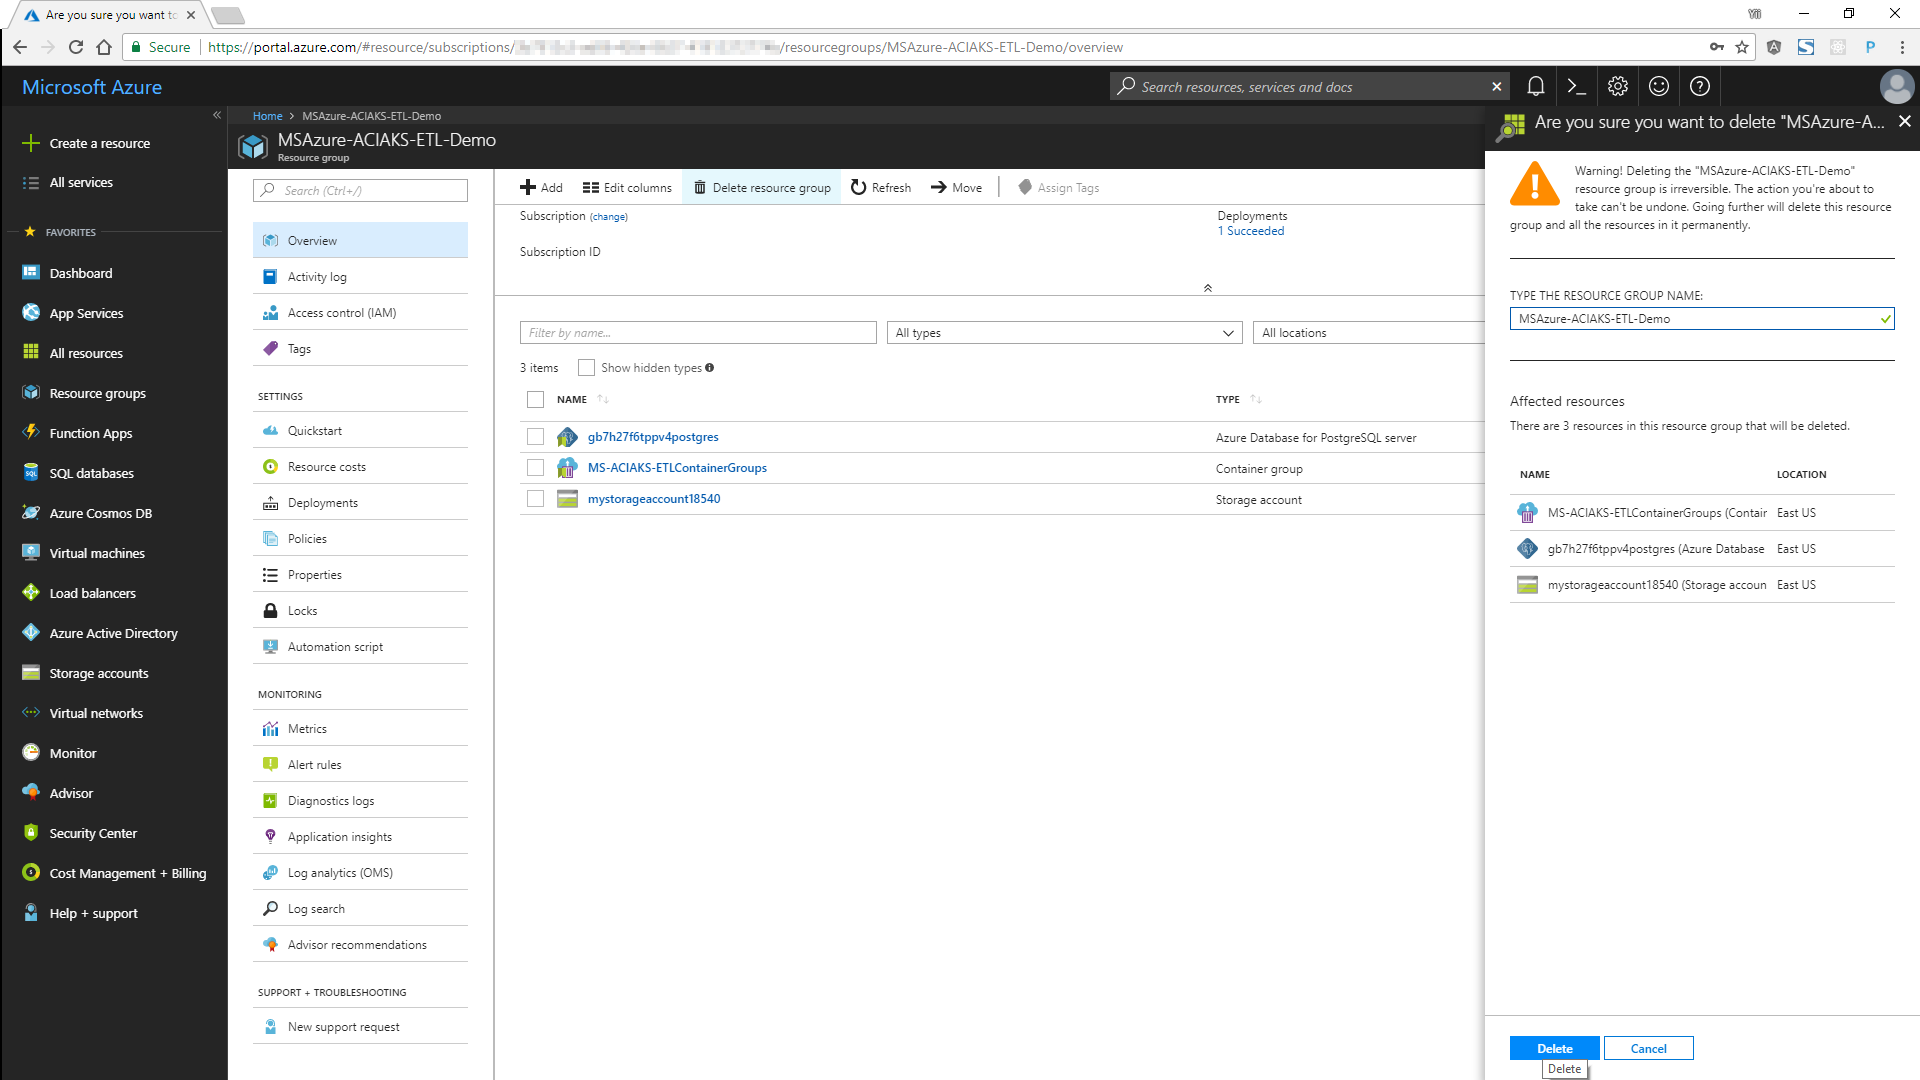 Are you sure you want to
Secure
https://portal.azure.com/#resource/subscriptions/
/resourcegroups/MSAzure-ACIAKS-ETL-Demo/overview
Microsoft Azure
Search resources, services and docs
Create a resource
All services
FAVORITES
Dashboard
App Services
All resources
Resource groups
Function Apps
SQL databases
Azure Cosmos DB
Virtual machines
Load balancers
Azure Active Directory
Storage accounts
Virtual networks
Monitor
Advisor
Security Center
Cost Management + Billing
Help + support
Home > MSAzure-ACIAKS-ETL-Demo
MSAzure-ACIAKS-ETL-Demo
Resource group
Search (Ctrl+/)
Overview
Activity log
Access control (IAM)
Tags
SETTINGS
Quickstart
Resource costs
Deployments
Policies
Properties
Locks
Automation script
MONITORING
Metrics
Alert rules
Diagnostics logs
Application insights
Log analytics (OMS)
Log search
Advisor recommendations
SUPPORT + TROUBLESHOOTING
New support request
Add
Edit columns
Delete resource group
Refresh
Move
Assign Tags
Subscription (change)
Subscription ID
Deployments
1 Succeeded
Filter by name...
All types
All locations
3 items
Show hidden types
NAME
TYPE
gb7h27f6tppv4postgres
Azure Database for PostgreSQL server
MS-ACIAKS-ETLContainerGroups
Container group
mystorageaccount18540
Storage account
Are you sure you want to delete "MSAzure-A...
Warning! Deleting the "MSAzure-ACIAKS-ETL-Demo"
resource group is irreversible. The action you're about to
take can't be undone. Going further will delete this resource
group and all the resources in it permanently.
TYPE THE RESOURCE GROUP NAME:
MSAzure-ACIAKS-ETL-Demo
Affected resources
There are 3 resources in this resource group that will be deleted.
NAME
LOCATION
MS-ACIAKS-ETLContainerGroups (Contair
East US
gb7h27f6tppv4postgres (Azure Database
East US
mystorageaccount18540 (Storage accoun
East US
Delete
Cancel
Delete